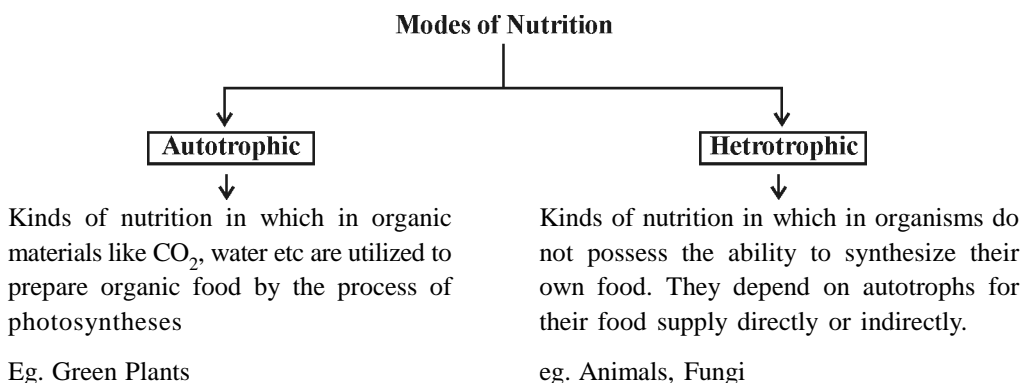 Modes of Nutrition
Autotrophic
Kinds of nutrition in which in organic
materials like CO₂, water etc are utilized to
prepare organic food by the process of
photosyntheses
Eg. Green Plants
Hetrotrophic
Kinds of nutrition in which in organisms do
not possess the ability to synthesize their
own food. They depend on autotrophs for
their food supply directly or indirectly.
eg. Animals, Fungi